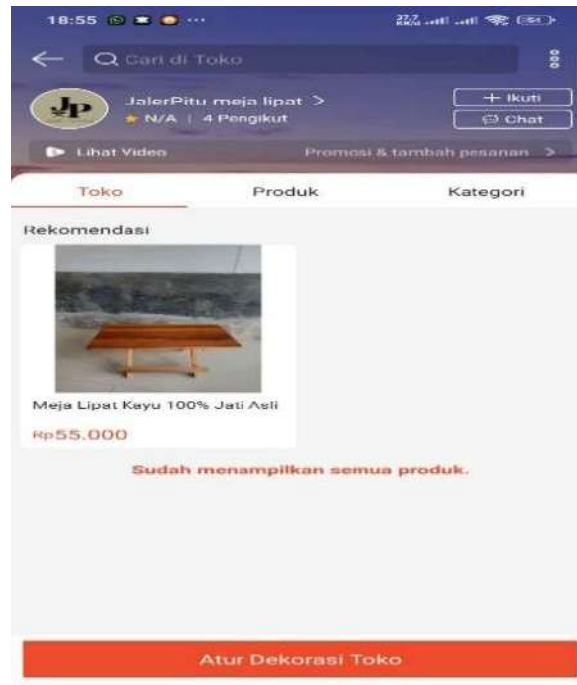 18:55
Cari di Toko
JP
JalerPitu meja lipat >
N/A | 4 Pengikut
+ Ikuti
Chat
Lihat Video
Promosi & tambah pesanan >
Toko Produk Kategori
Rekomendasi
Meja Lipat Kayu 100% Jati Asli
Rp55.000
Sudah menampilkan semua produk.
Atur Dekorasi Toko